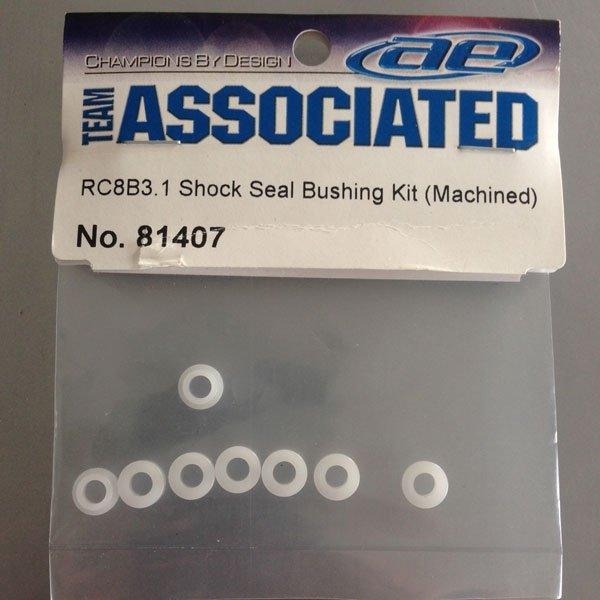 CHAMPIONS BY DESIGN
ae
TEAM ASSOCIATED
RC8B3.1 Shock Seal Bushing Kit (Machined)
No. 81407